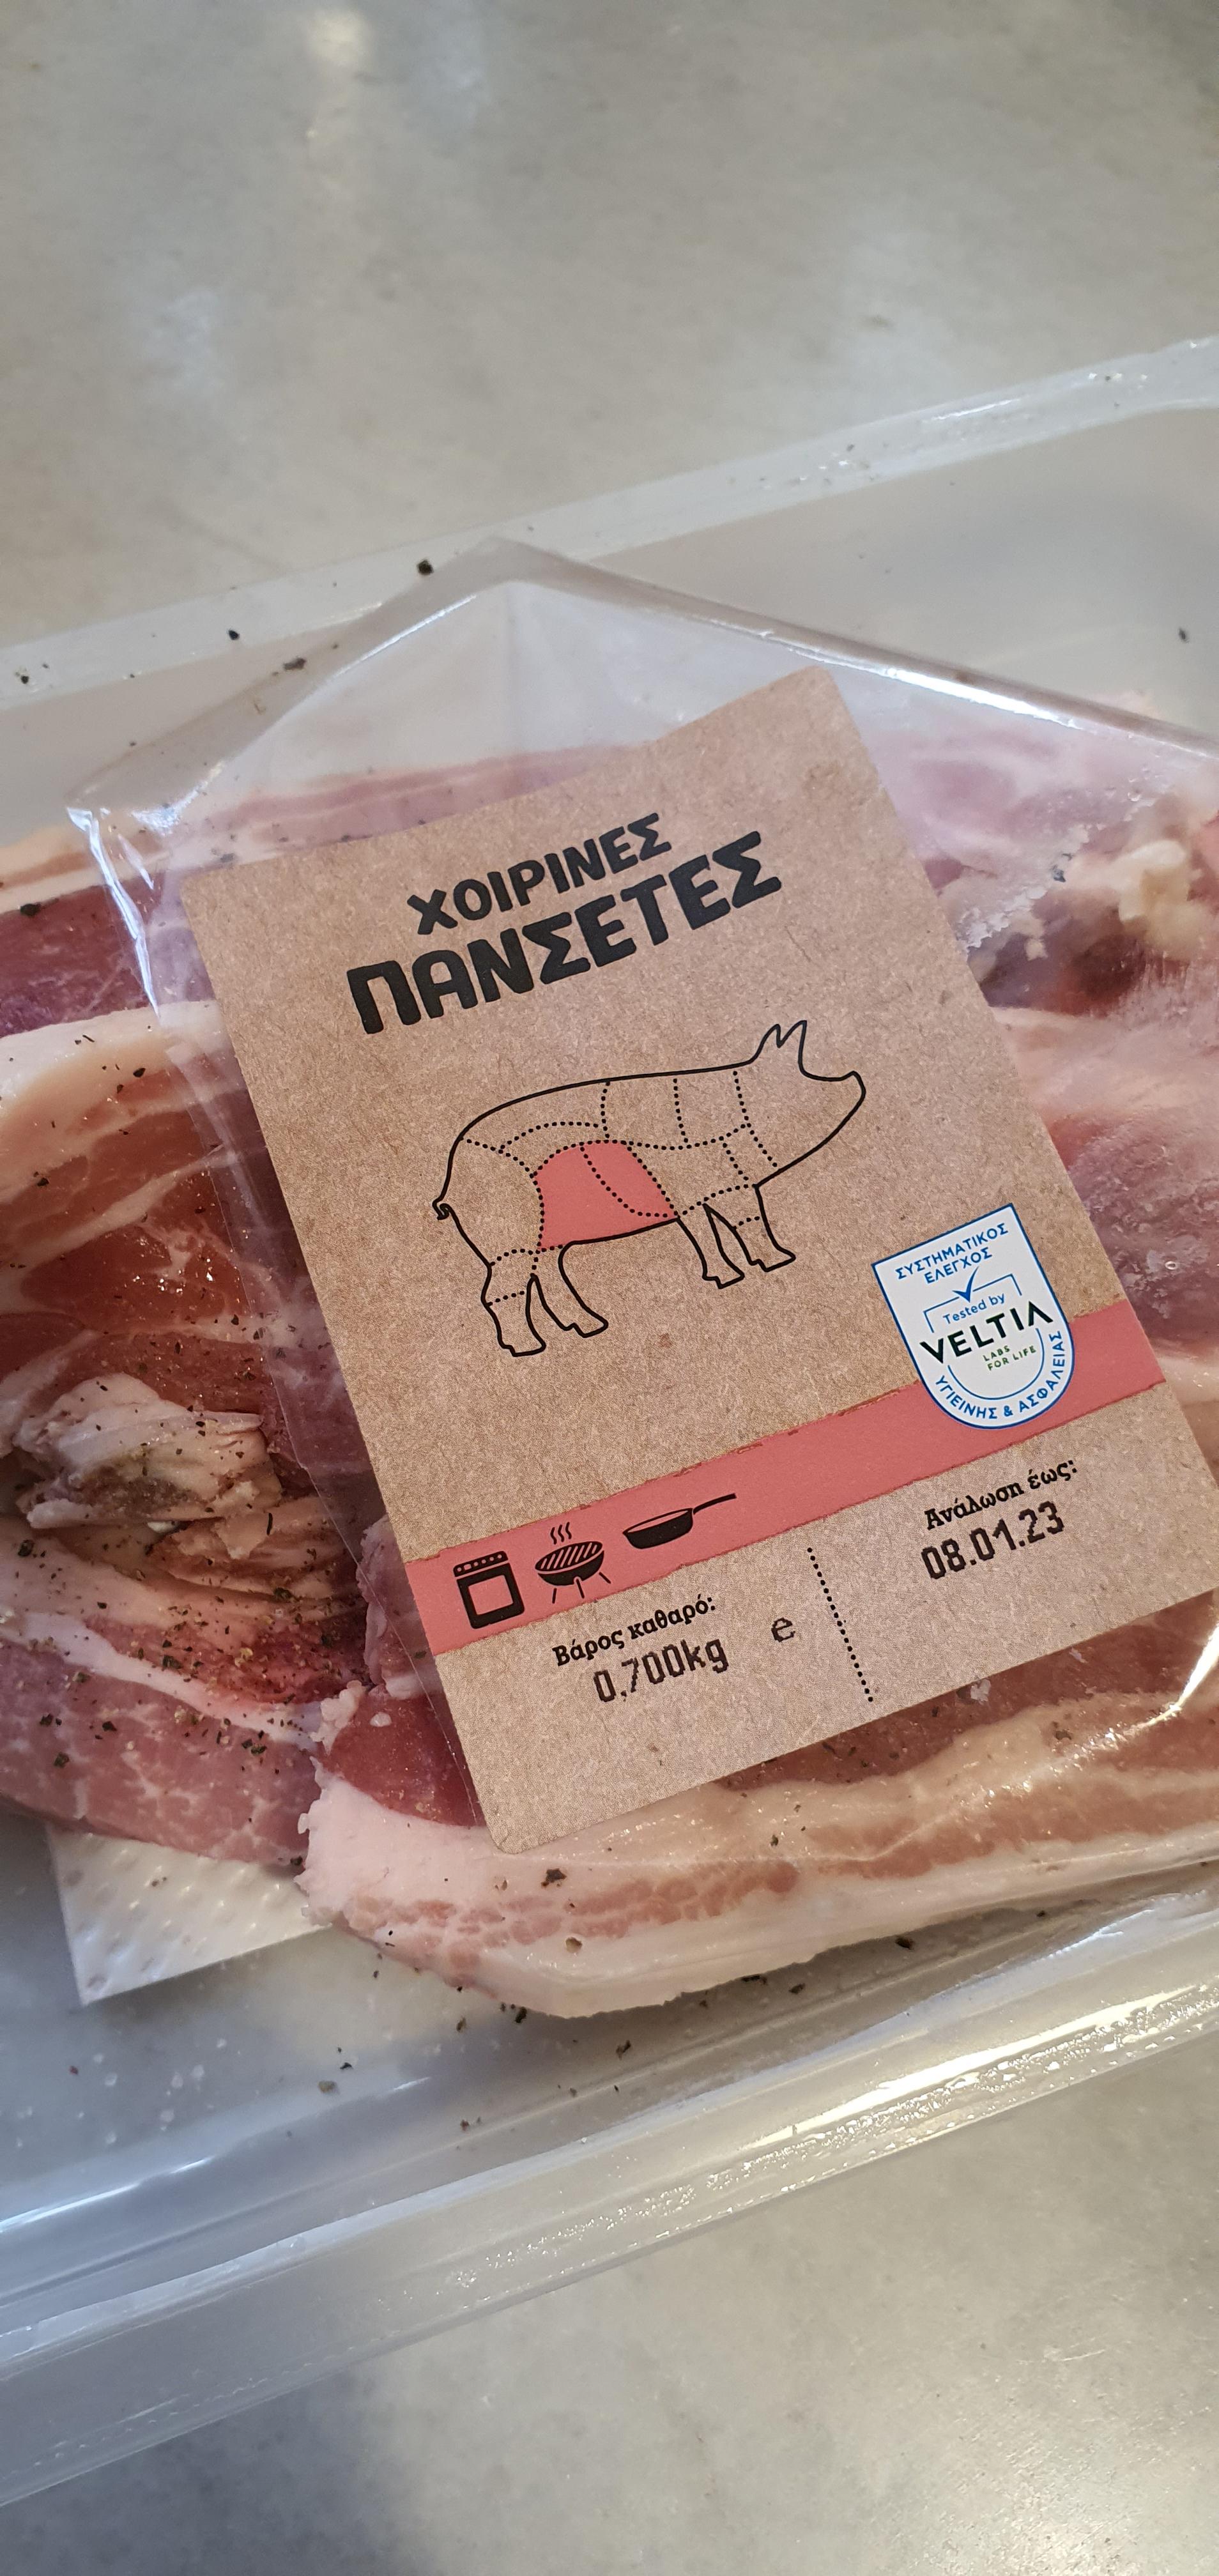 ΧΟΙΡΙΝΕΣ
ΠΑΝΣΕΤΕΣ
ΣΥΣΤΗΜΑΤΙΚΟΣ
ΕΛΕΓΧΟΣ
Tested by
VELTIA
LABS
FOR LIFE
ΥΓΙΕΙΝΗΣ & ΑΣΦΑΛΕΙΑΣ
Ανάλωση έως:
08.01.23
Βάρος καθαρό:
0,700kg e